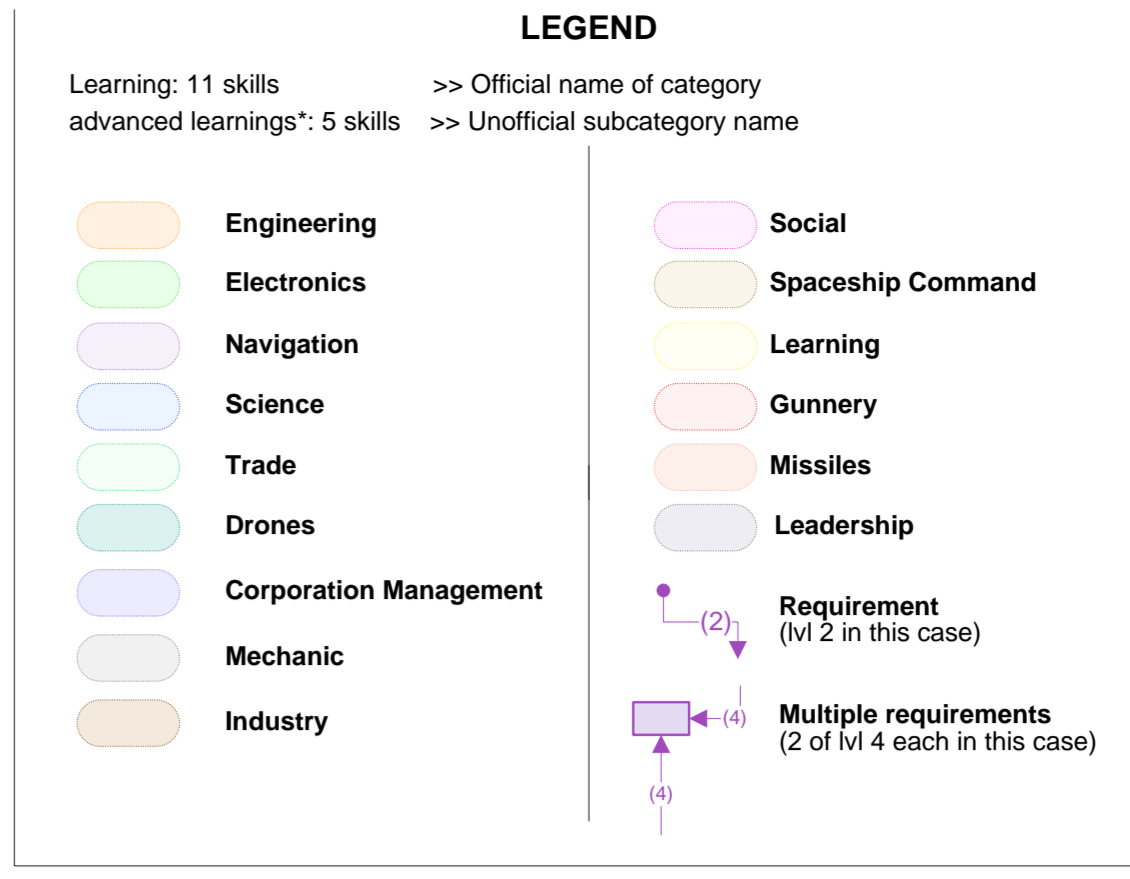 LEGEND
Learning: 11 skills >> Official name of category
advanced learnings*: 5 skills >> Unofficial subcategory name
Engineering
Electronics
Navigation
Science
Trade
Drones
Corporation Management
Mechanic
Industry
Social
Spaceship Command
Learning
Gunnery
Missiles
Leadership
(2)
Requirement
(lvl 2 in this case)
(4)
Multiple requirements
(2 of lvl 4 each in this case)
(4)